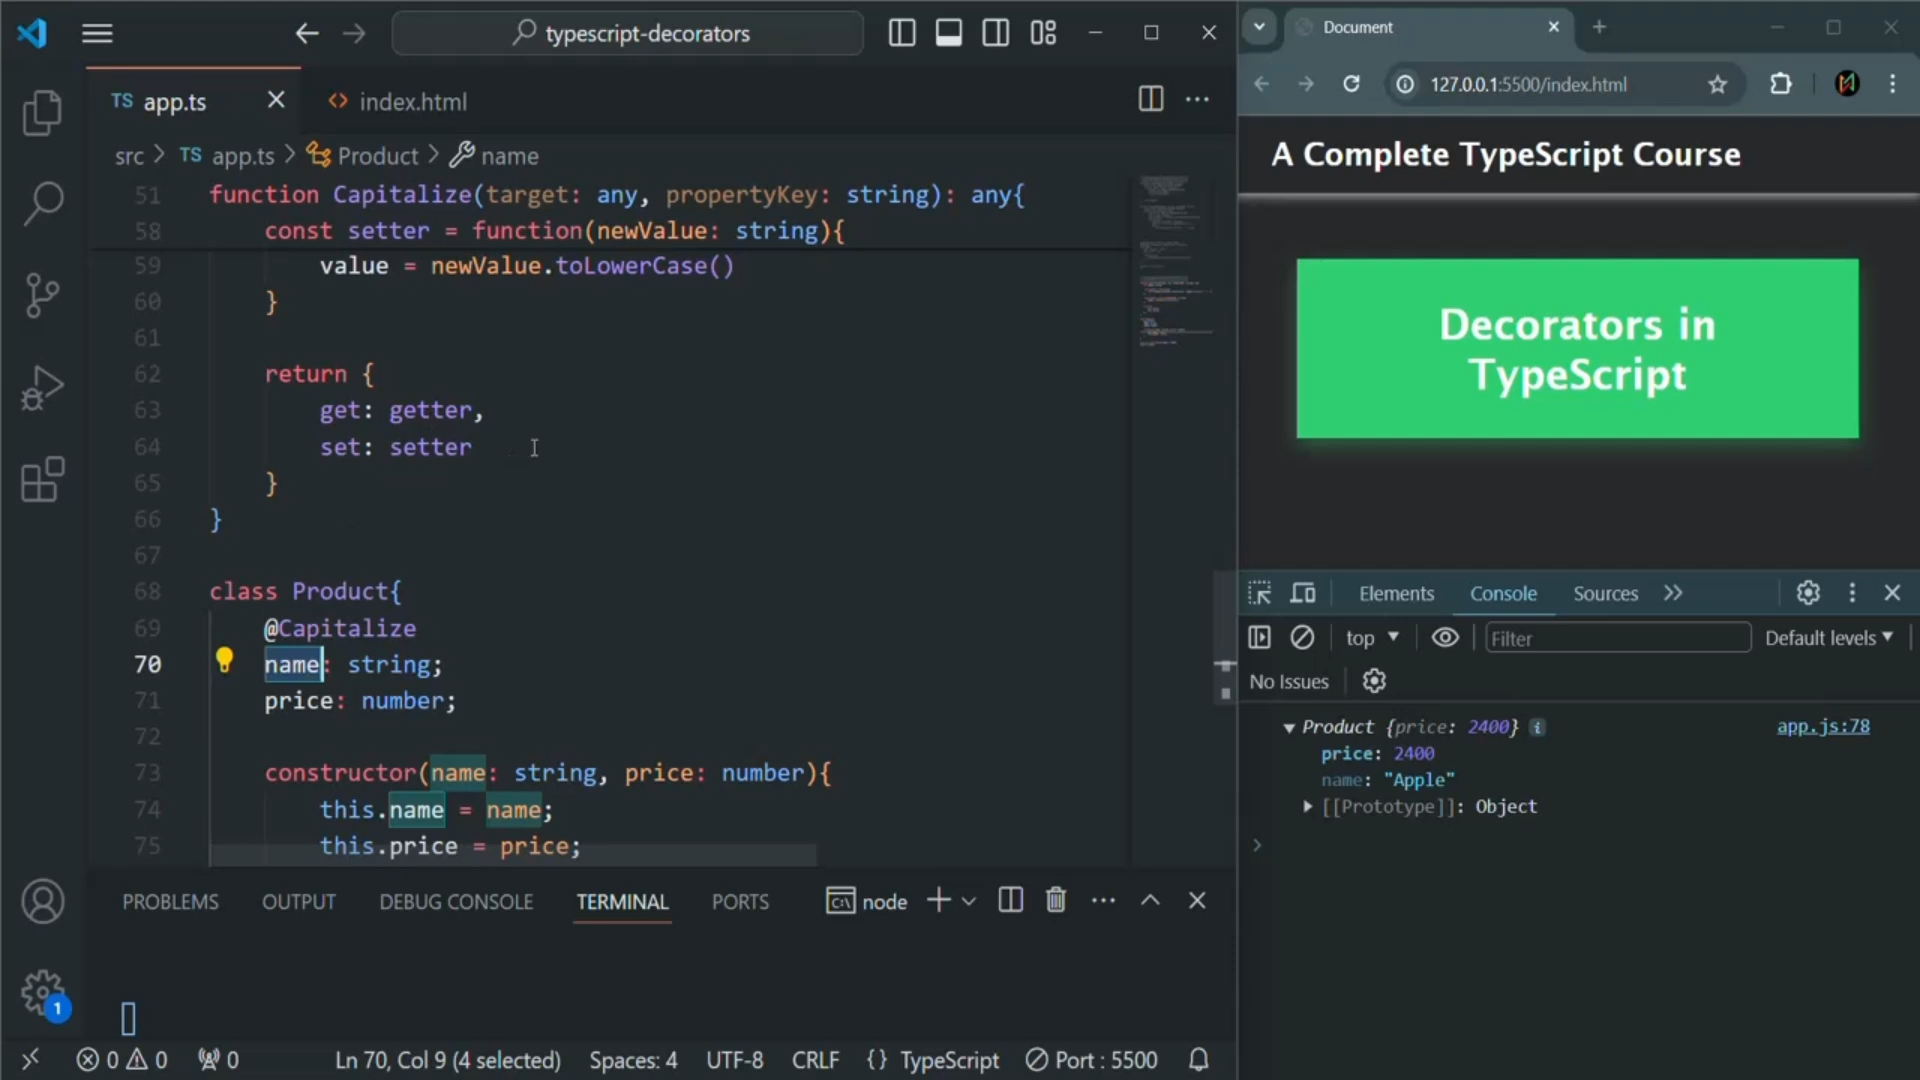 typescript-decorators
TS app.ts
<> index.html
src > TS app.ts > Product > name
51 function Capitalize(target: any, propertyKey: string): any{
58 const setter = function(newValue: string){
59 value = newValue.toLowerCase()
60 }
61
62 return {
63 get: getter,
64 set: setter
65 }
66 }
67
68 class Product{
69 @Capitalize
70 name: string;
71 price: number;
72
73 constructor(name: string, price: number){
74 this.name = name;
75 this.price = price;
PROBLEMS OUTPUT DEBUG CONSOLE TERMINAL PORTS node
1
0 0 0 Ln 70, Col 9 (4 selected) Spaces: 4 UTF-8 CRLF {} TypeScript Port : 5500
Document
127.0.0.1:5500/index.html
A Complete TypeScript Course
Decorators in
TypeScript
Elements Console Sources
top Filter Default levels
No Issues
Product {price: 2400} i app.js:78
price: 2400
name: "Apple"
[[Prototype]]: Object